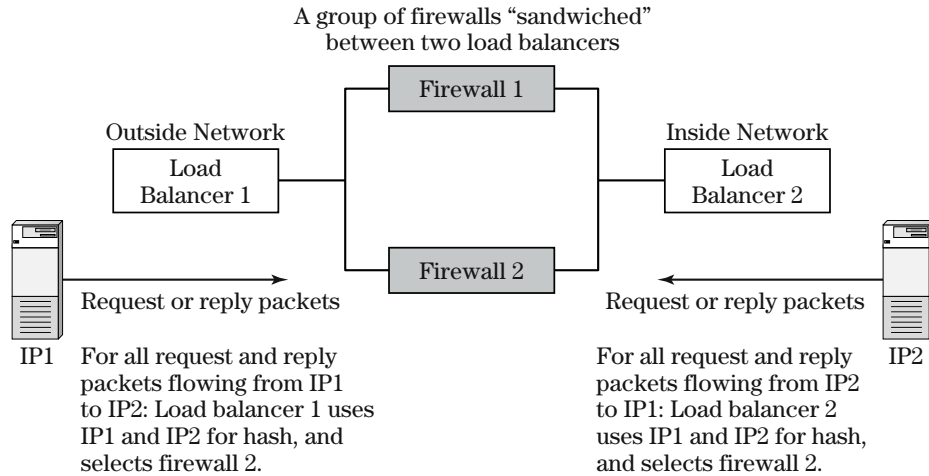 A group of firewalls “sandwiched”
between two load balancers
Firewall 1
Outside Network
Load
Balancer 1
Inside Network
Load
Balancer 2
Firewall 2
Request or reply packets
Request or reply packets
IP1
For all request and reply
packets flowing from IP1
to IP2: Load balancer 1 uses
IP1 and IP2 for hash, and
selects firewall 2.
For all request and reply
packets flowing from IP2
to IP1: Load balancer 2
uses IP1 and IP2 for hash,
and selects firewall 2.
IP2